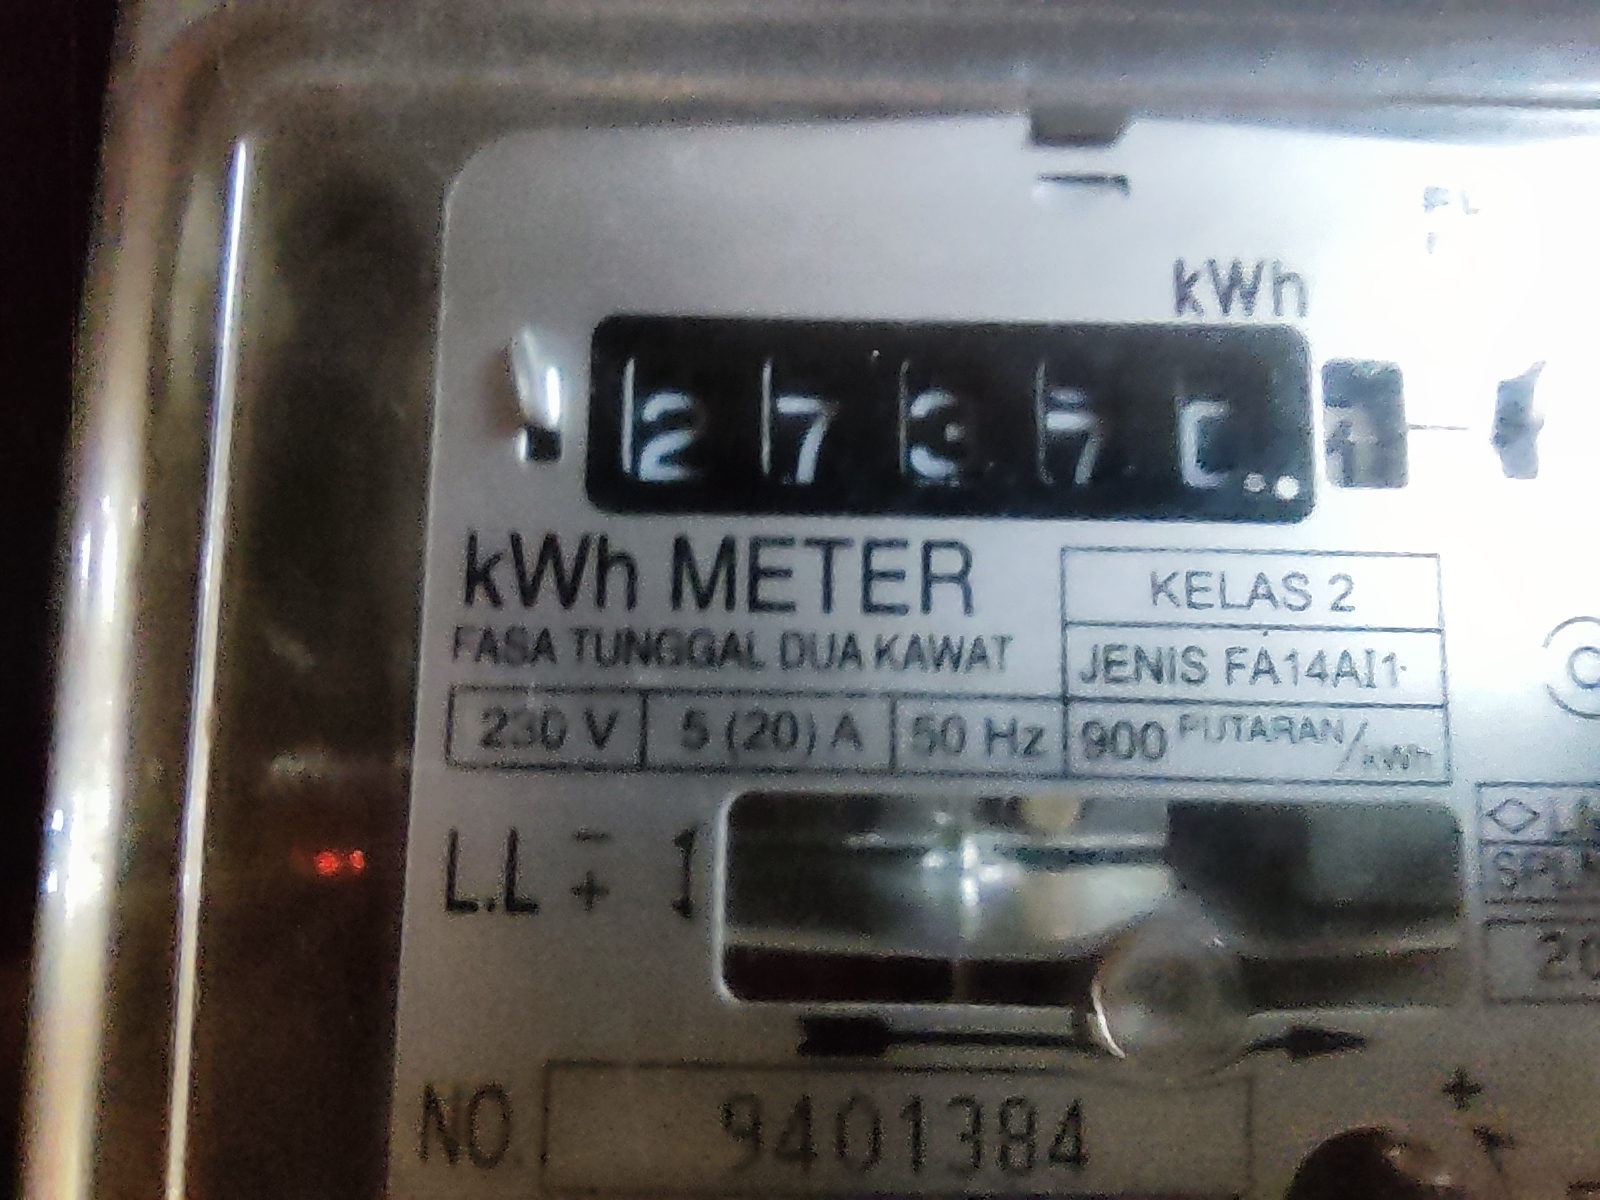 kWh
2737
kWh METER
FASA TUNGGAL DUA KAWAT
KELAS 2
JENIS FA14AI1
230 V 5 (20) A 50 Hz 900 PUTARAN/kWh
L.L - + 1
NO. 9401384
+